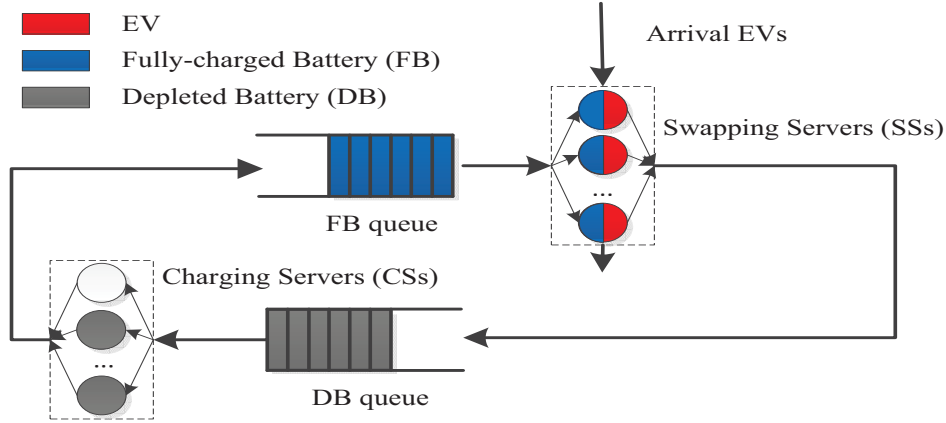 EV
Fully-charged Battery (FB)
Depleted Battery (DB)
Arrival EVs
Swapping Servers (SSs)
...
FB queue
Charging Servers (CSs)
...
DB queue